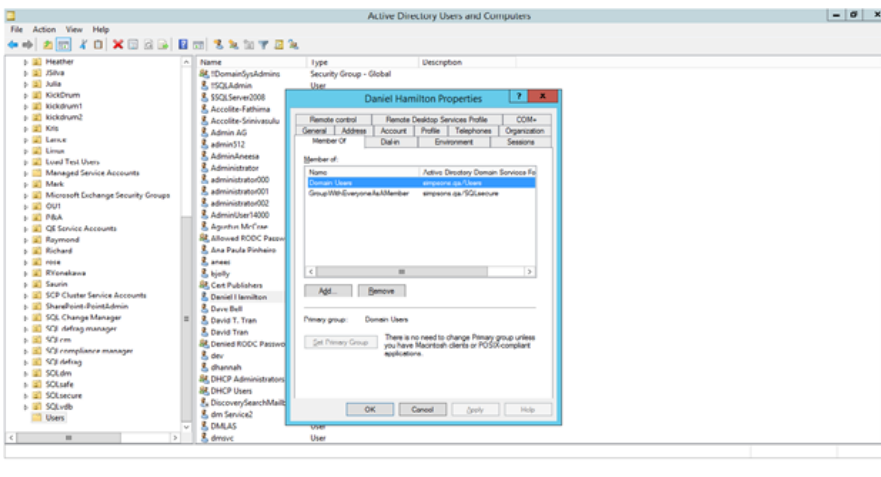 Active Directory Users and Computers
File Action View Help
Heather
JSilva
Julia
KickDrum
kickdrum1
kickdrum2
Kris
Lance
Linux
Load Test Users
Managed Service Accounts
Mark
Microsoft Exchange Security Groups
OU1
P&A
QE Service Accounts
Raymond
Richard
rose
RYonekawa
Saurin
SCP Cluster Service Accounts
SharePoint-PointAdmin
SQL Change Manager
SQL defrag manager
SQLcm
SQLcompliance manager
SQLdefrag
SQLdm
SQLsafe
SQLsecure
SQLvdb
Users
Name Type Description
!!DomainSysAdmins Security Group - Global
!!SQLAdmin User
$SQLServer2008
Accolite-Fathima
Accolite-Srinivasulu
Admin AG
admin512
AdminAneesa
Administrator
administrator000
administrator001
administrator002
AdminUser14000
Agustus McCrae
Allowed RODC Passw
Ana Paula Pinheiro
anees
bjolly
Cert Publishers
Daniel Hamilton
Dave Bell
David T. Tran
David Tran
Denied RODC Passwo
dev
dhannah
DHCP Administrators
DHCP Users
DiscoverySearchMailb
dm Service2
DMLAS User
dmsvc User
Daniel Hamilton Properties
? x
Remote control Remote Desktop Services Profile COM+
General Address Account Profile Telephones Organization
Member Of Dial-in Environment Sessions
Member of:
Name Active Directory Domain Services Fo
Domain Users simpsons.qa/Users
GroupWithEveryoneAsAMember simpsons.qa/SQLsecure
Add... Remove
Primary group: Domain Users
Set Primary Group
There is no need to change Primary group unless
you have Macintosh clients or POSIX-compliant
applications.
OK Cancel Apply Help